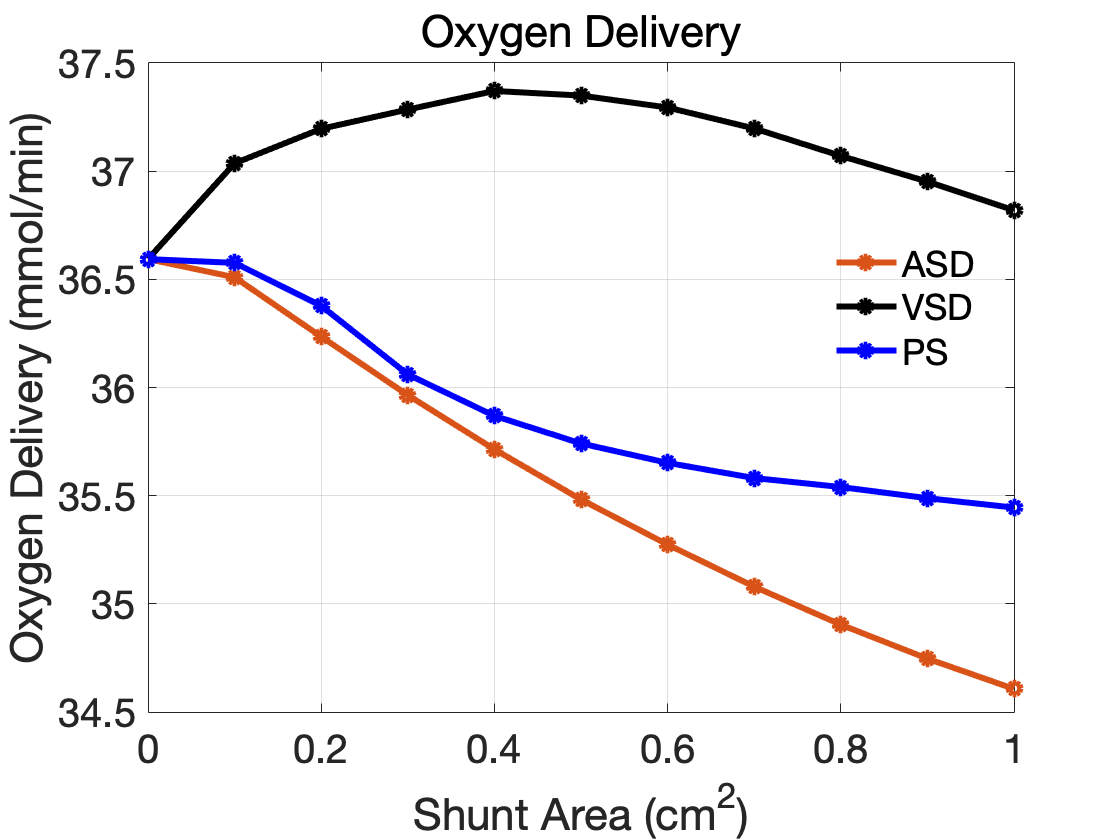 Oxygen Delivery
37.5
37
36.5
36
35.5
35
34.5
Oxygen Delivery (mmol/min)
ASD
VSD
PS
0 0.2 0.4 0.6 0.8 1
Shunt Area (cm²)